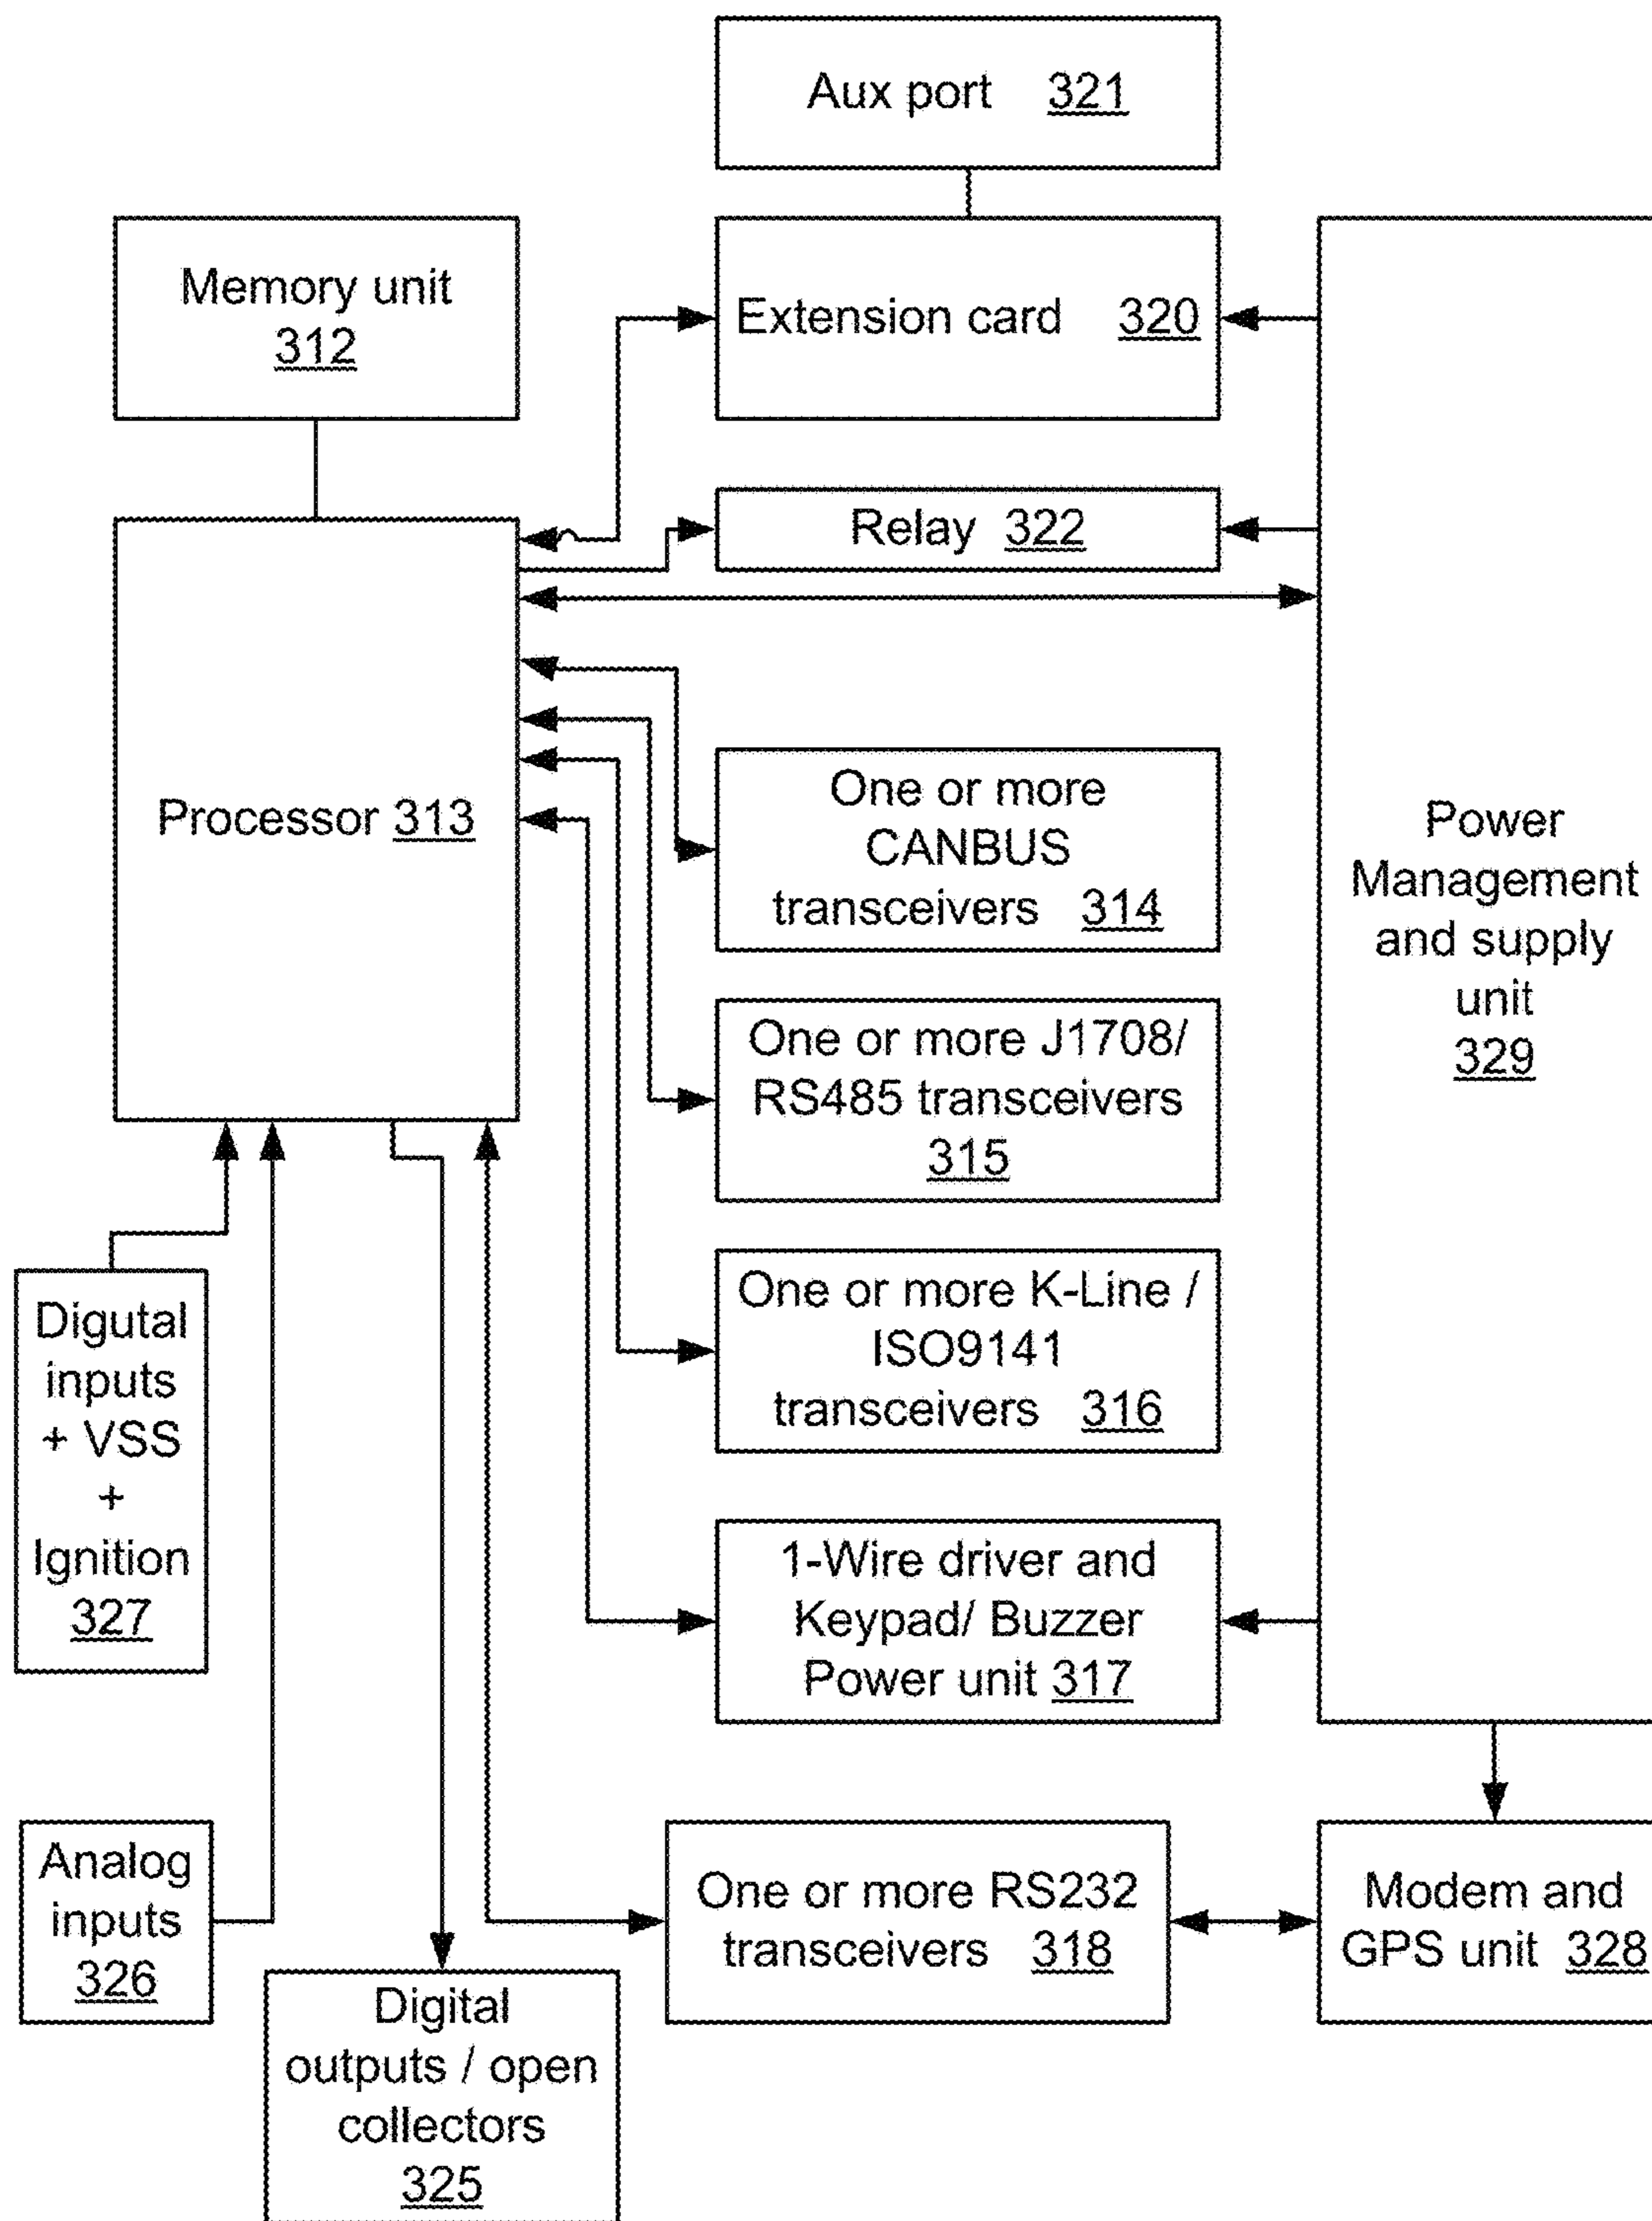 Aux port 321
Memory unit
312
Extension card 320
Relay 322
Processor 313
One or more
CANBUS
transceivers 314
Power
Management
and supply
unit
329
One or more J1708/
RS485 transceivers
315
One or more K-Line /
ISO9141
transceivers 316
Digutal
inputs
+ VSS
+
Ignition
327
1-Wire driver and
Keypad/ Buzzer
Power unit 317
Analog
inputs
326
One or more RS232
transceivers 318
Modem and
GPS unit 328
Digital
outputs / open
collectors
325